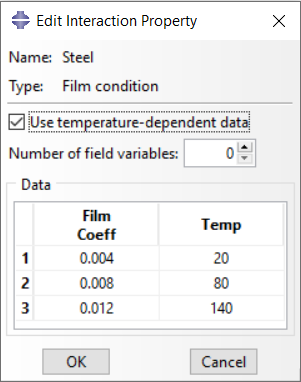 Edit Interaction Property
Name: Steel
Type: Film condition
Use temperature-dependent data
Number of field variables: 0
Data
Film
Coeff Temp
1 0.004 20
2 0.008 80
3 0.012 140
OK Cancel